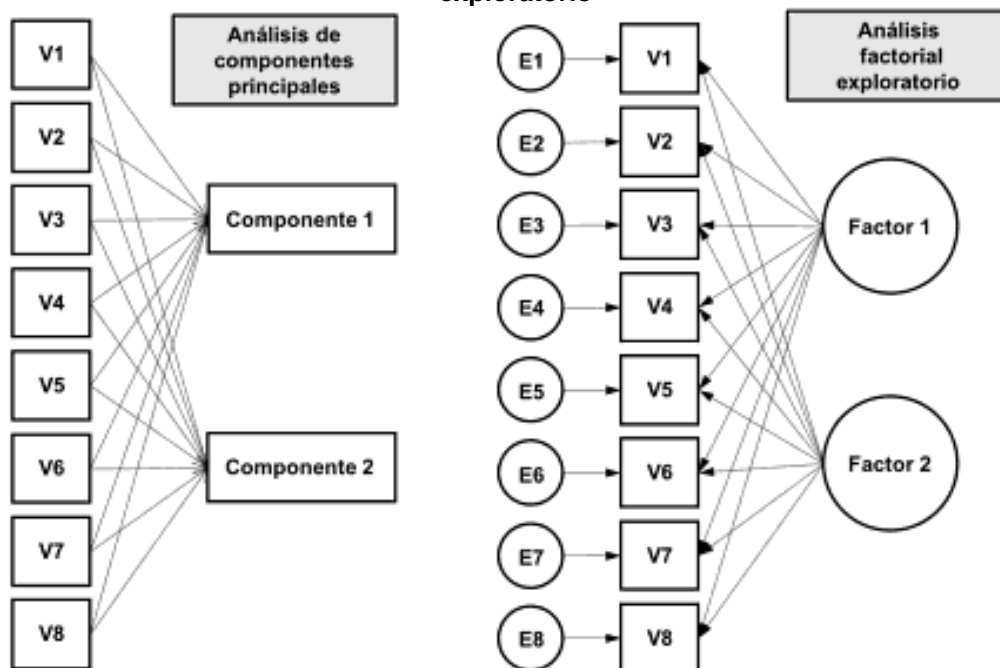 exploratorio
Análisis de
componentes
principales
V1
V2
V3
V4
V5
V6
V7
V8
Componente 1
Componente 2
Análisis
factorial
exploratorio
E1
E2
E3
E4
E5
E6
E7
E8
V1
V2
V3
V4
V5
V6
V7
V8
Factor 1
Factor 2